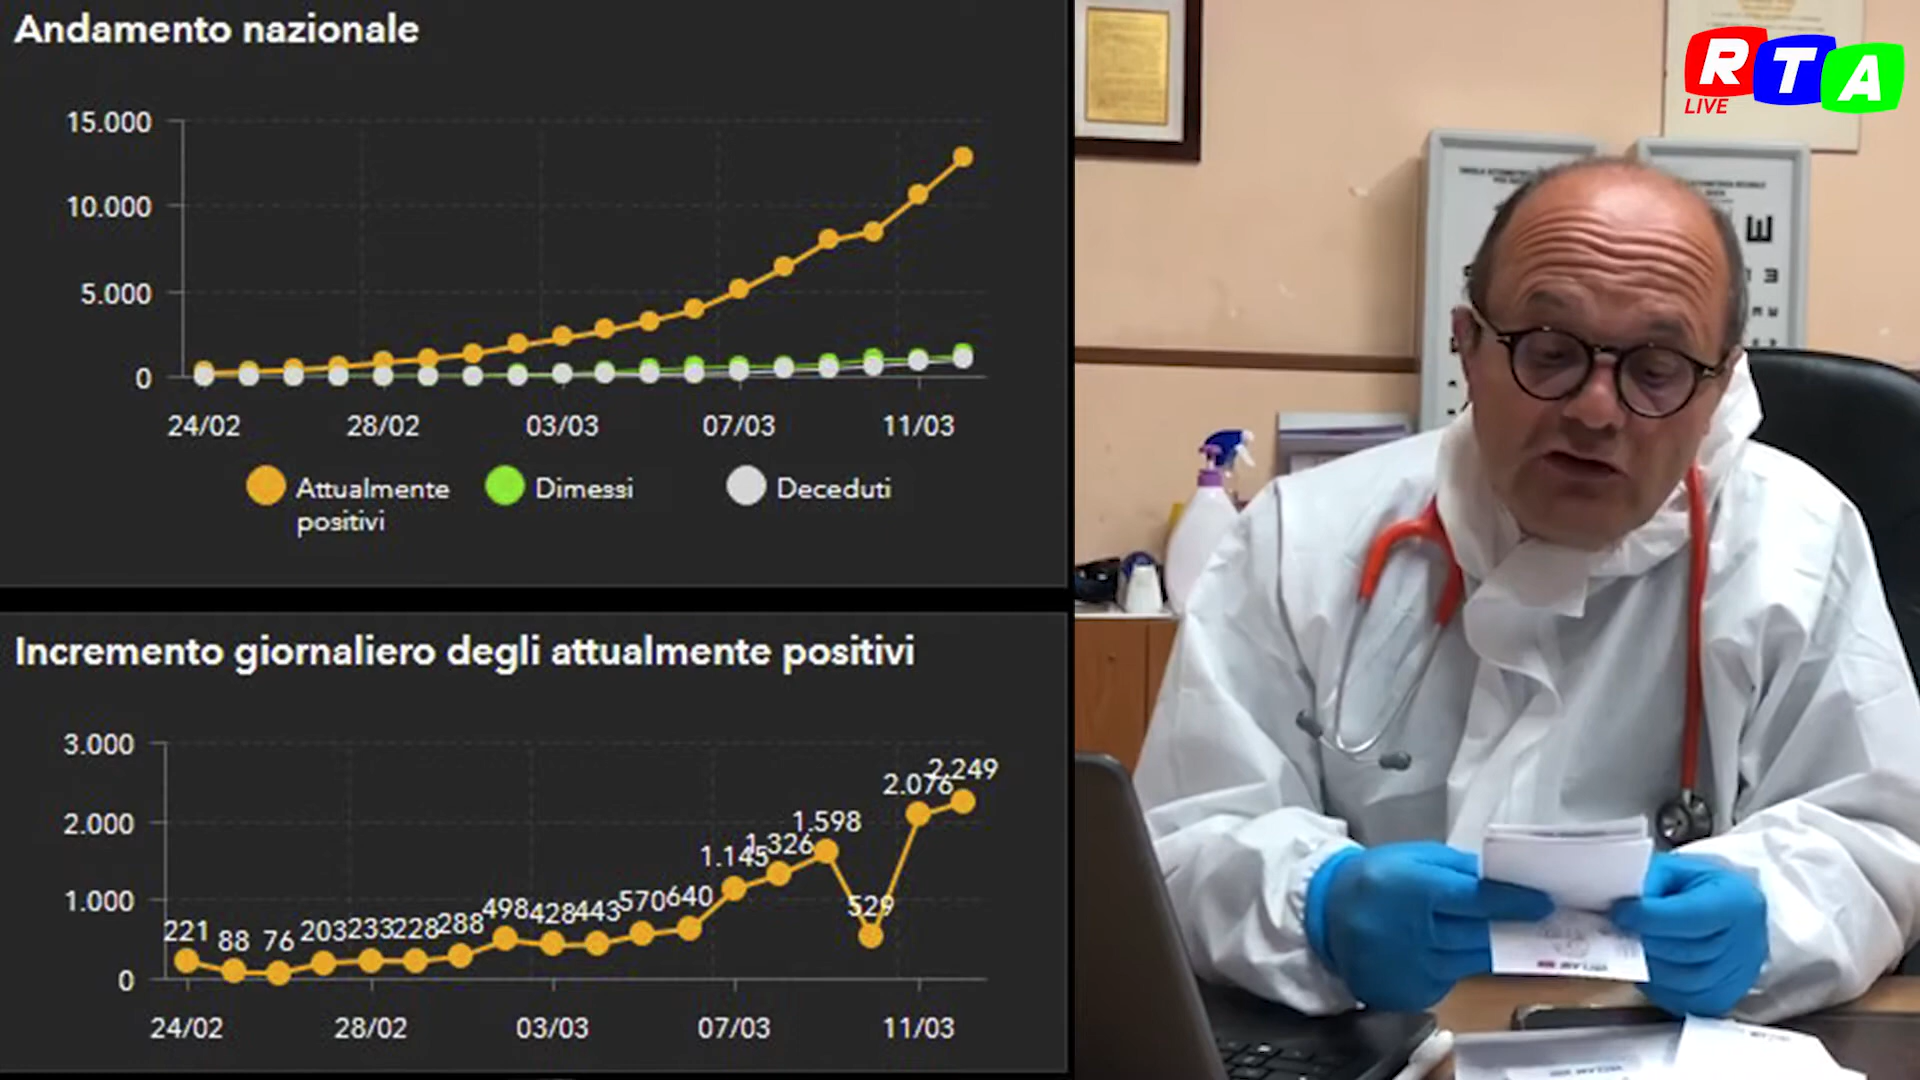 Andamento nazionale
15.000
10.000
5.000
0
24/02 28/02 03/03 07/03 11/03
Attualmente positivi
Dimessi
Deceduti
Incremento giornaliero degli attualmente positivi
3.000
2.000
1.000
0
221 88 76 203 233 228 288 498 428 443 570 640 1.145 1.326 1.598 529 2.076 2.249
24/02 28/02 03/03 07/03 11/03
RTA
LIVE
E